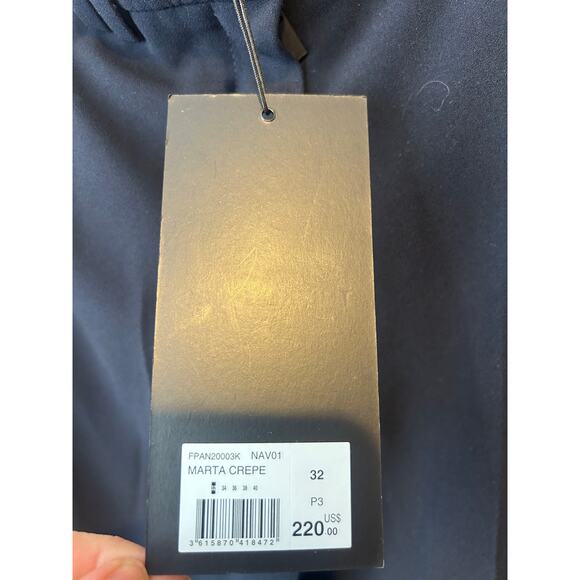 FPAN20003K NAV01
MARTA CREPE
34 36 38 40
3 615870 418472
32
P3
US$
220.00